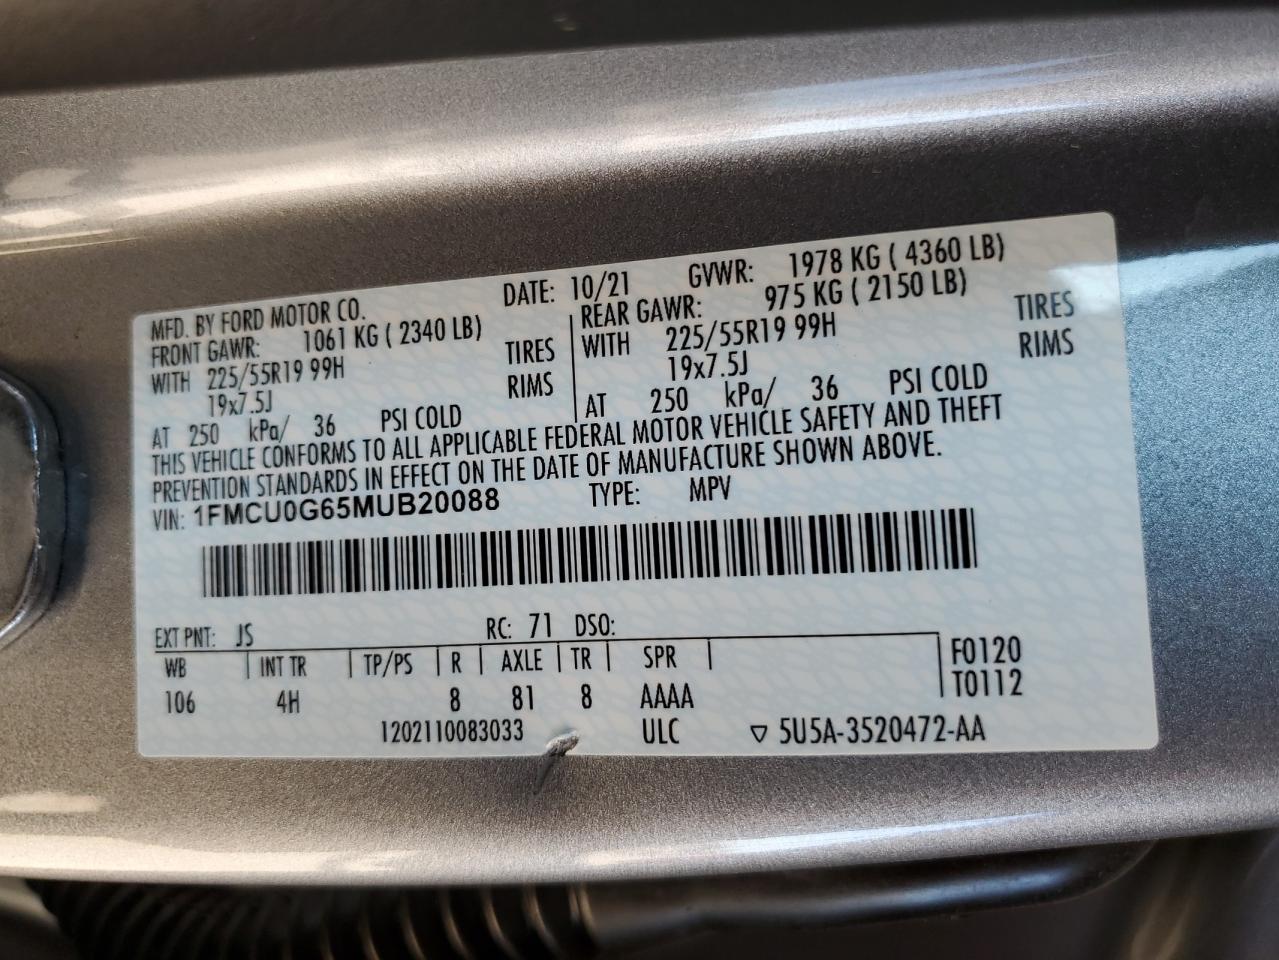 MFD. BY FORD MOTOR CO. DATE: 10/21 GVWR: 1978 KG ( 4360 LB)
FRONT GAWR: 1061 KG ( 2340 LB) REAR GAWR: 975 KG ( 2150 LB)
WITH 225/55R19 99H TIRES WITH 225/55R19 99H TIRES
19x7.5J RIMS 19x7.5J RIMS
AT 250 kPa/ 36 PSI COLD AT 250 kPa/ 36 PSI COLD
THIS VEHICLE CONFORMS TO ALL APPLICABLE FEDERAL MOTOR VEHICLE SAFETY AND THEFT
PREVENTION STANDARDS IN EFFECT ON THE DATE OF MANUFACTURE SHOWN ABOVE.
VIN: 1FMCU0G65MUB20088 TYPE: MPV
EXT PNT: JS RC: 71 DSO:
WB INT TR TP/PS R AXLE TR SPR F0120
106 4H 8 81 8 AAAA T0112
1202110083033 ULC ▽ 5U5A-3520472-AA